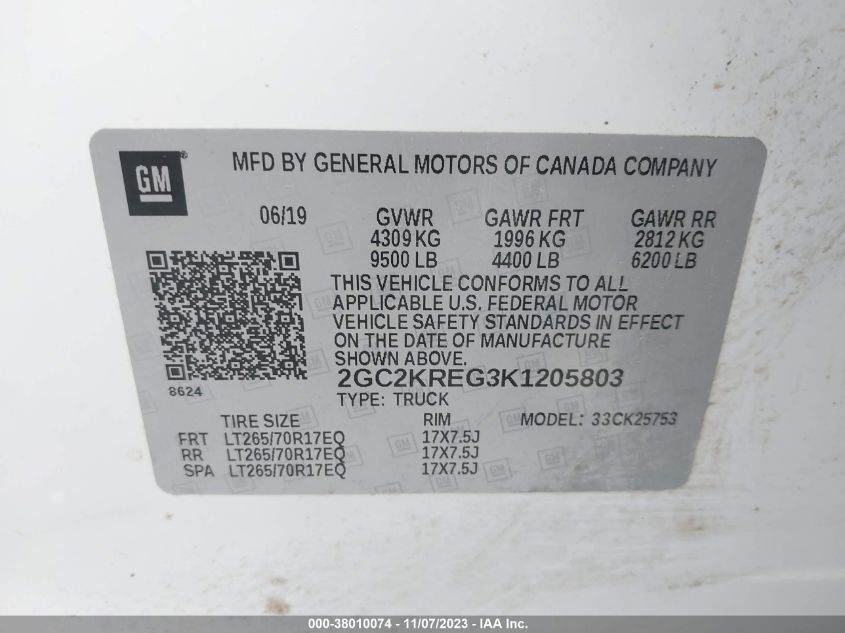 GM®
MFD BY GENERAL MOTORS OF CANADA COMPANY
06/19 GVWR GAWR FRT GAWR RR
4309 KG 1996 KG 2812 KG
9500 LB 4400 LB 6200 LB
THIS VEHICLE CONFORMS TO ALL
APPLICABLE U.S. FEDERAL MOTOR
VEHICLE SAFETY STANDARDS IN EFFECT
ON THE DATE OF MANUFACTURE
SHOWN ABOVE.
2GC2KREG3K1205803
8624
TYPE: TRUCK
TIRE SIZE RIM MODEL: 33CK25753
FRT LT265/70R17EQ 17X7.5J
RR LT265/70R17EQ 17X7.5J
SPA LT265/70R17EQ 17X7.5J
000-38010074 - 11/07/2023 - IAA Inc.